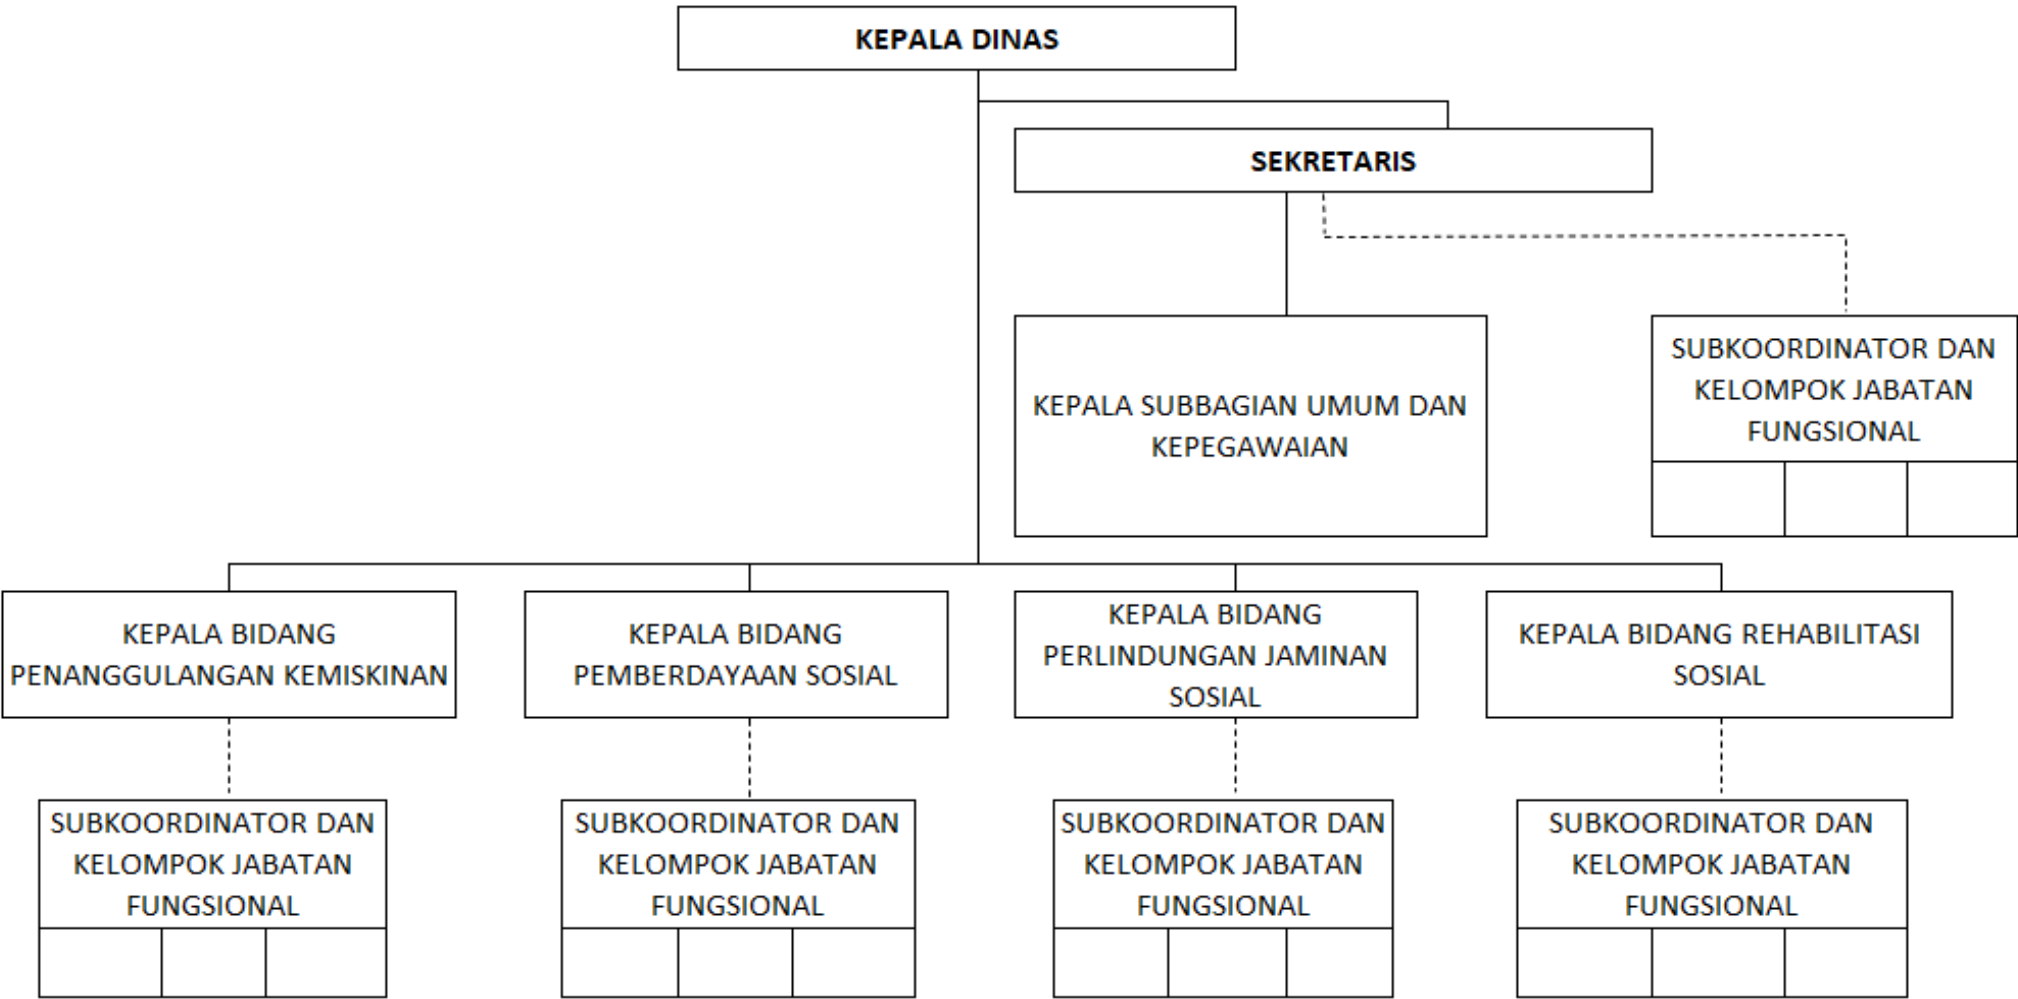 KEPALA DINAS
SEKRETARIS
KEPALA SUBBAGIAN UMUM DAN
KEPEGAWAIAN
SUBKOORDINATOR DAN
KELOMPOK JABATAN
FUNGSIONAL
KEPALA BIDANG
PENANGGULANGAN KEMISKINAN
KEPALA BIDANG
PEMBERDAYAAN SOSIAL
KEPALA BIDANG
PERLINDUNGAN JAMINAN
SOSIAL
KEPALA BIDANG REHABILITASI
SOSIAL
SUBKOORDINATOR DAN
KELOMPOK JABATAN
FUNGSIONAL
SUBKOORDINATOR DAN
KELOMPOK JABATAN
FUNGSIONAL
SUBKOORDINATOR DAN
KELOMPOK JABATAN
FUNGSIONAL
SUBKOORDINATOR DAN
KELOMPOK JABATAN
FUNGSIONAL